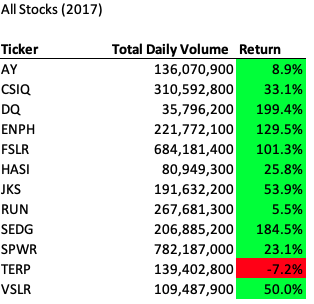 All Stocks (2017)
Ticker Total Daily Volume Return
AY 136,070,900 8.9%
CSIQ 310,592,800 33.1%
DQ 35,796,200 199.4%
ENPH 221,772,100 129.5%
FSLR 684,181,400 101.3%
HASI 80,949,300 25.8%
JKS 191,632,200 53.9%
RUN 267,681,300 5.5%
SEDG 206,885,200 184.5%
SPWR 782,187,000 23.1%
TERP 139,402,800 -7.2%
VSLR 109,487,900 50.0%